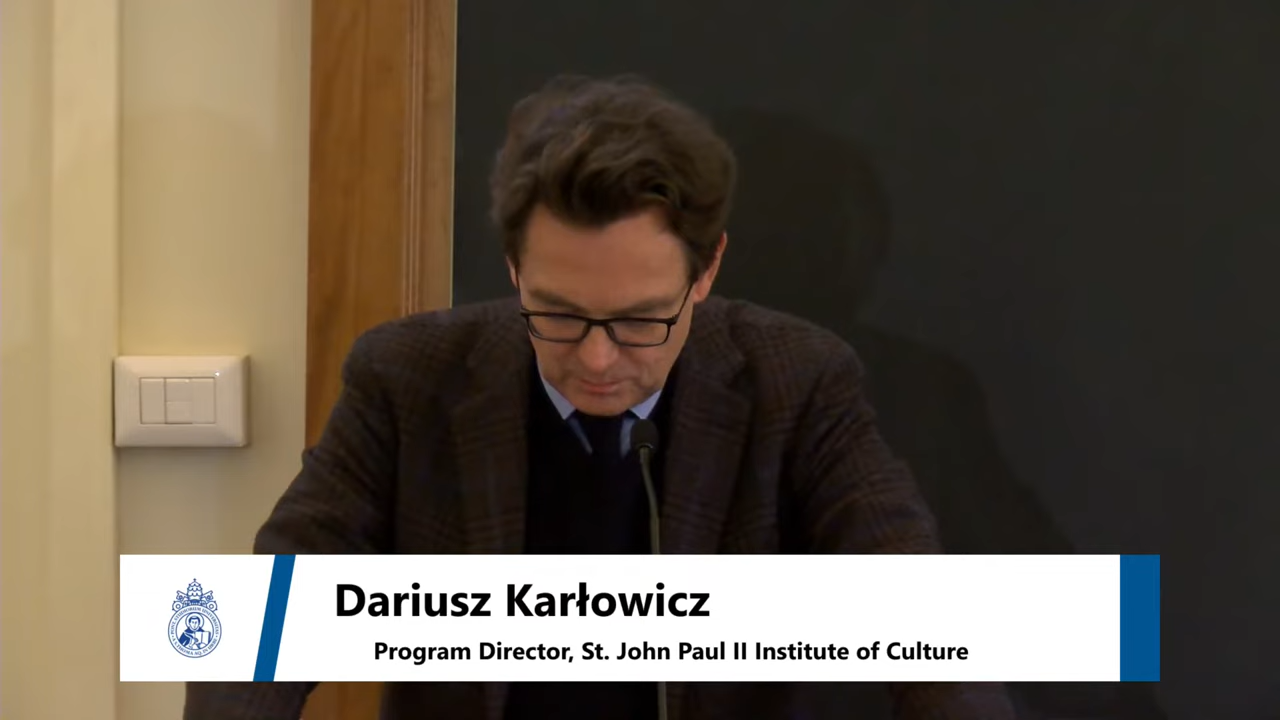 Dariusz Karłowicz
Program Director, St. John Paul II Institute of Culture